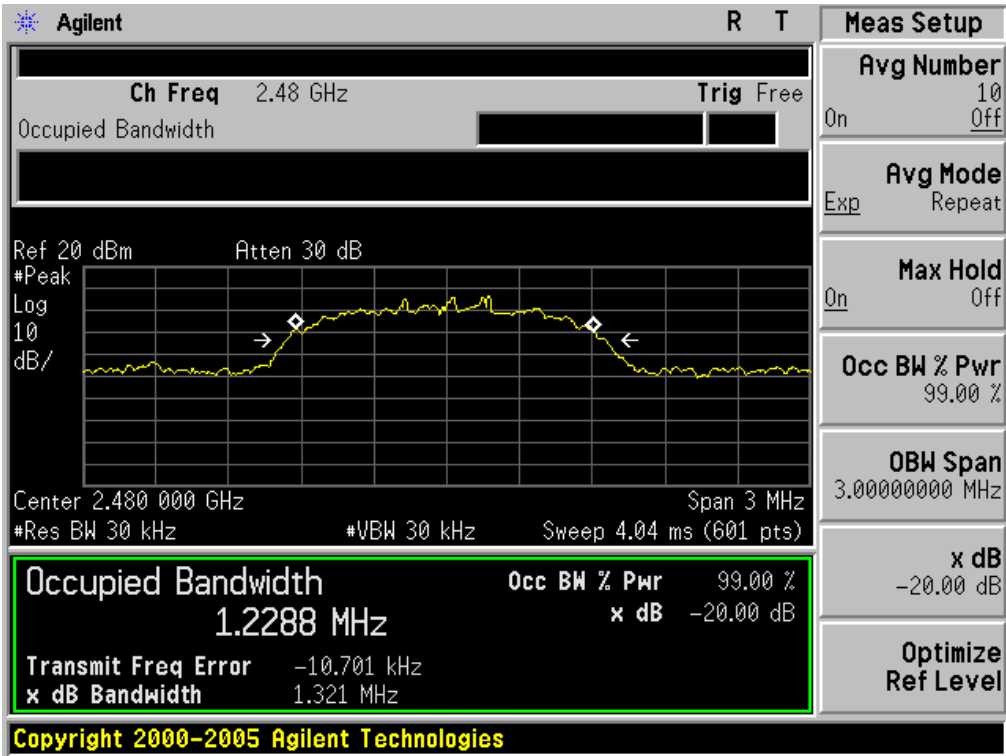 Agilent R T
Ch Freq 2.48 GHz Trig Free
Occupied Bandwidth
Ref 20 dBm Atten 30 dB
#Peak
Log
10
dB/
Center 2.480 000 GHz Span 3 MHz
#Res BW 30 kHz #VBW 30 kHz Sweep 4.04 ms (601 pts)
Occupied Bandwidth Occ BW % Pwr 99.00 %
1.2288 MHz x dB -20.00 dB
Transmit Freq Error -10.701 kHz
x dB Bandwidth 1.321 MHz
Copyright 2000-2005 Agilent Technologies
Meas Setup
Avg Number
10
On Off
Avg Mode
Exp Repeat
Max Hold
On Off
Occ BW % Pwr
99.00 %
OBW Span
3.00000000 MHz
x dB
-20.00 dB
Optimize
Ref Level